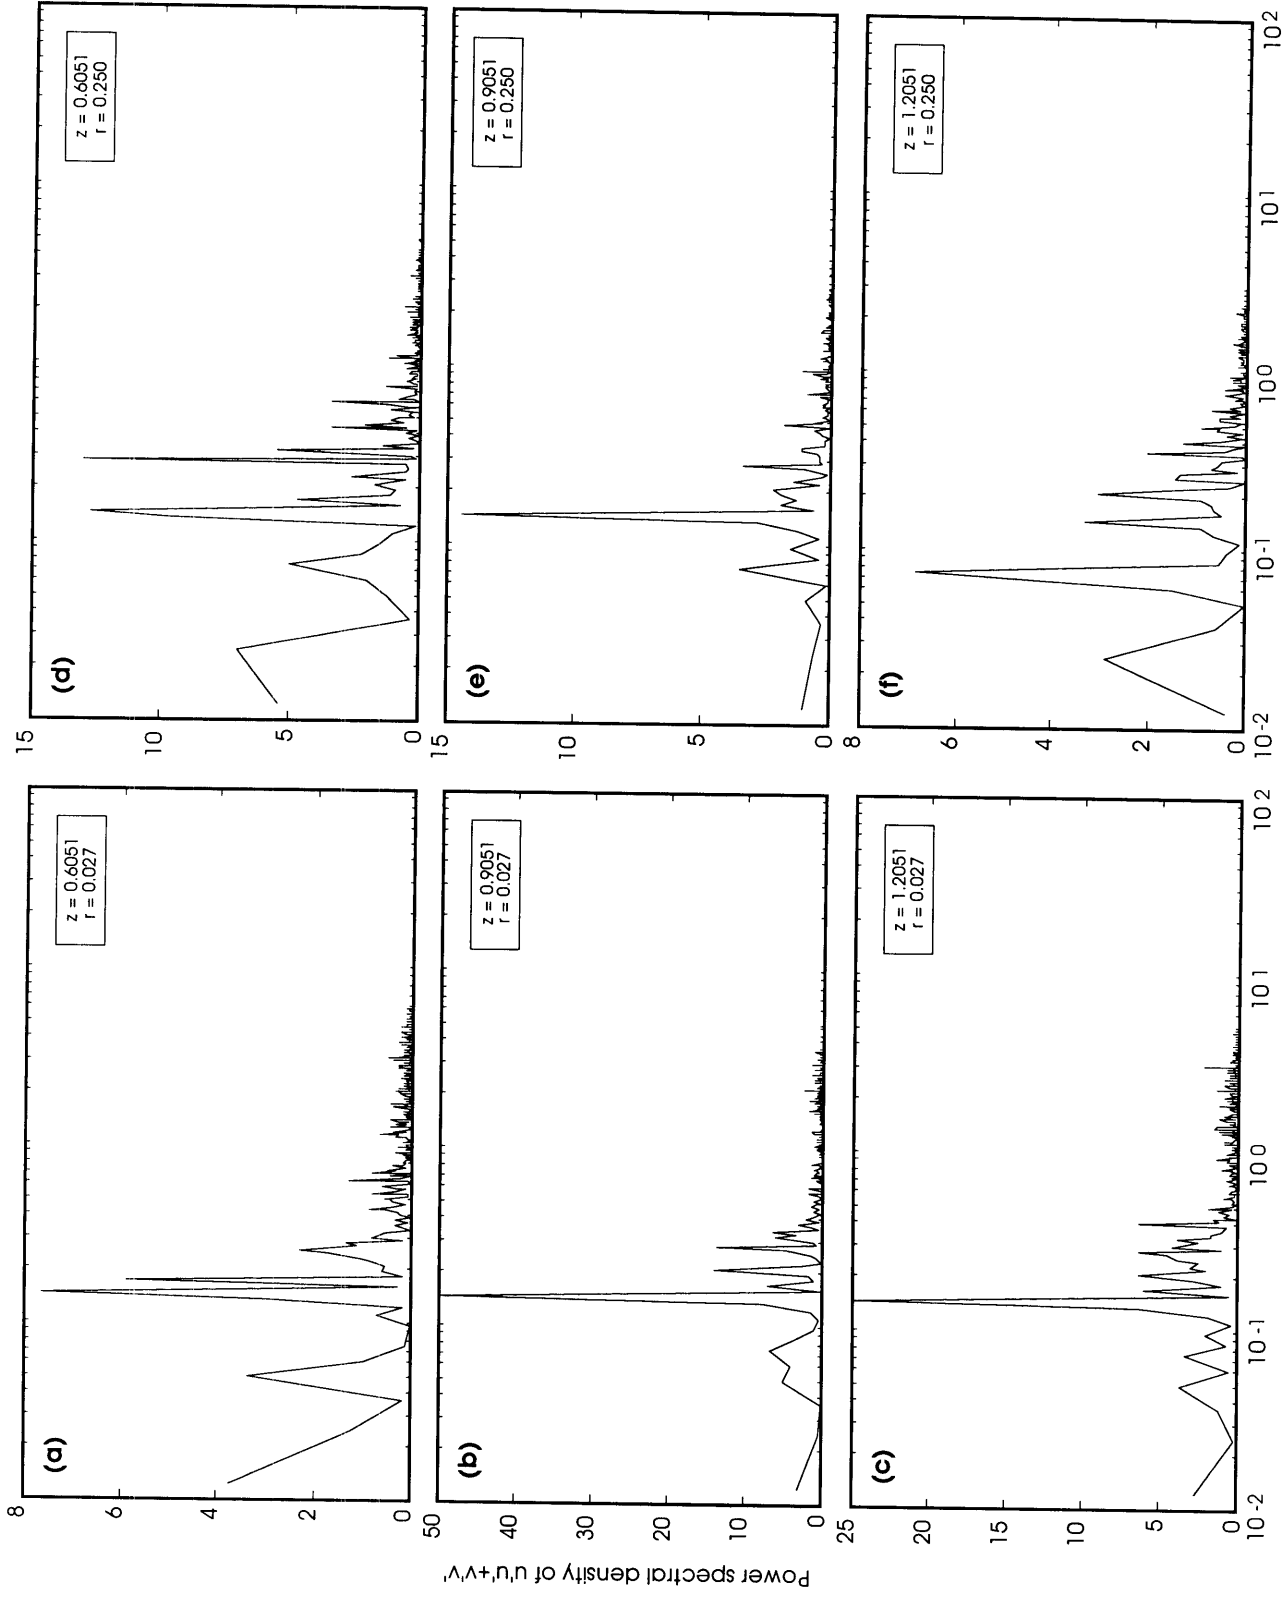 Power spectral density of u'u'+v'v'
(a)
z = 0.6051
r = 0.027
8
6
4
2
0
(b)
z = 0.9051
r = 0.027
50
40
30
20
10
0
(c)
z = 1.2051
r = 0.027
25
20
15
10
5
0
10-2
10-1
100
101
102
(d)
z = 0.6051
r = 0.250
15
10
5
0
(e)
z = 0.9051
r = 0.250
15
10
5
0
(f)
z = 1.2051
r = 0.250
8
6
4
2
0
10-2
10-1
100
101
102